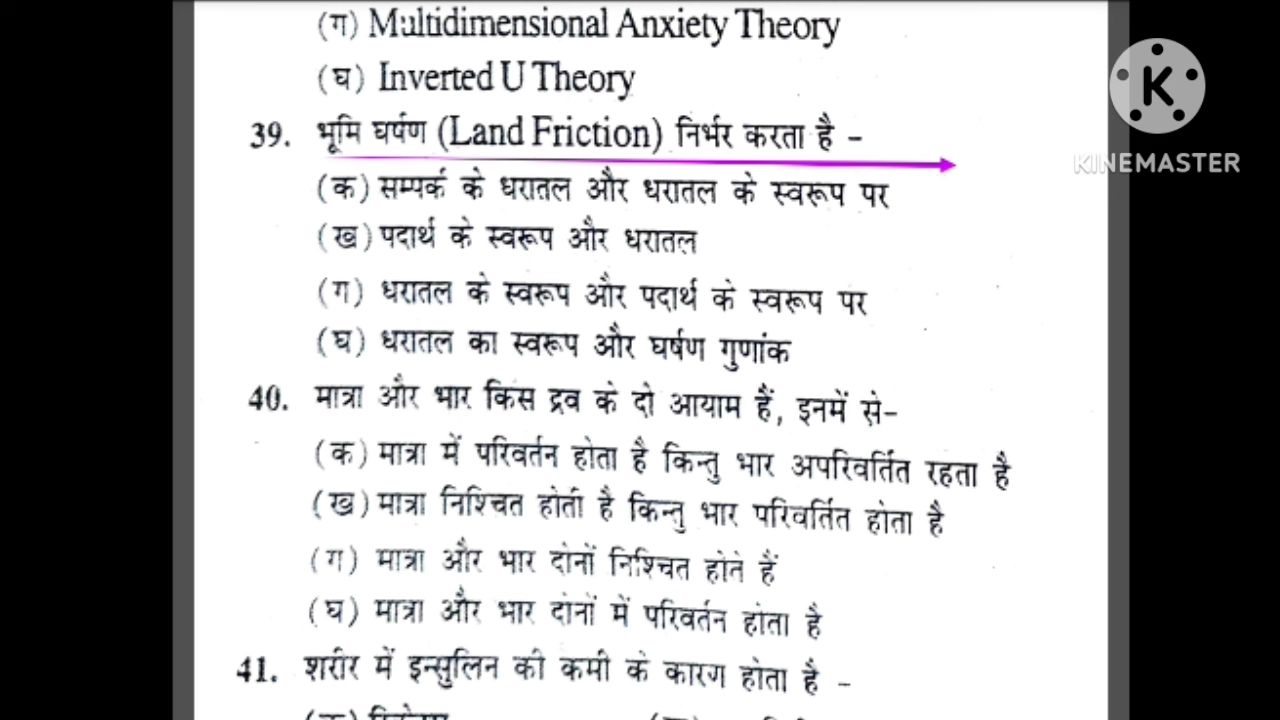 (ग) Multidimensional Anxiety Theory
(घ) Inverted U Theory
39. भूमि घर्षण (Land Friction) निर्भर करता है -
(क) सम्पर्क के धरातल और धरातल के स्वरूप पर
(ख) पदार्थ के स्वरूप और धरातल
(ग) धरातल के स्वरूप और पदार्थ के स्वरूप पर
(घ) धरातल का स्वरूप और घर्षण गुणांक
40. मात्रा और भार किस द्रव के दो आयाम हैं, इनमें से-
(क) मात्रा में परिवर्तन होता है किन्तु भार अपरिवर्तित रहता है
(ख) मात्रा निश्चित होती है किन्तु भार परिवर्तित होता है
(ग) मात्रा और भार दोनों निश्चित होते हैं
(घ) मात्रा और भार दोनों में परिवर्तन होता है
41. शरीर में इन्सुलिन की कमी के कारण होता है -
K
KINEMASTER